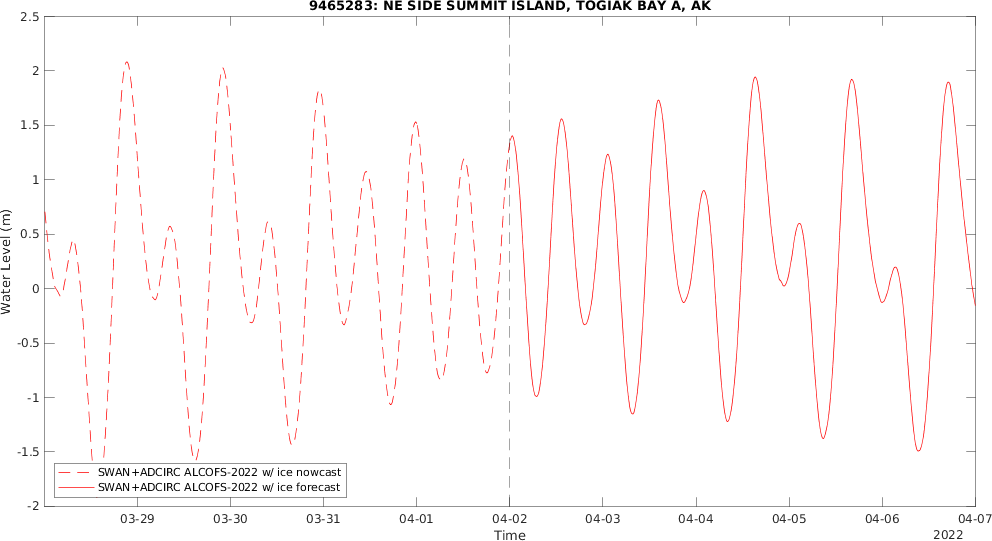 9465283: NE SIDE SUMMIT ISLAND, TOGIAK BAY A, AK
2.5
2
1.5
1
0.5
0
-0.5
-1
-1.5
-2
Water Level (m)
SWAN+ADCIRC ALCOFS-2022 w/ ice nowcast
SWAN+ADCIRC ALCOFS-2022 w/ ice forecast
03-29 03-30 03-31 04-01 04-02 04-03 04-04 04-05 04-06 04-07
Time
2022